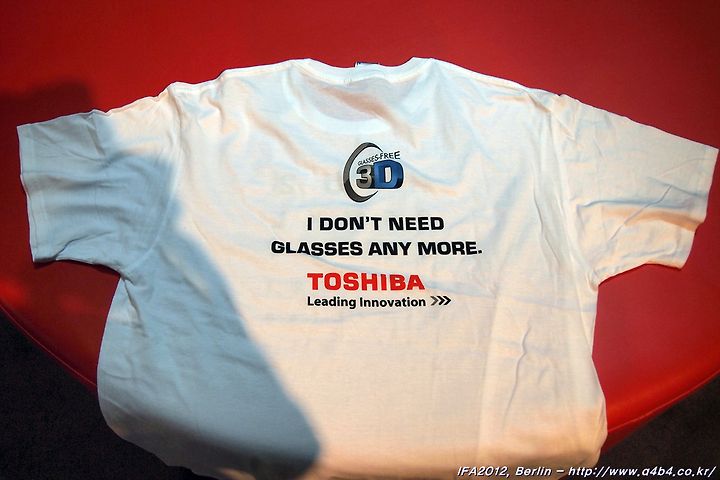 GLASSES-FREE
3D
I DON'T NEED
GLASSES ANY MORE.
TOSHIBA
Leading Innovation >>>
IFA2012, Berlin - http://www.a4b4.co.kr/